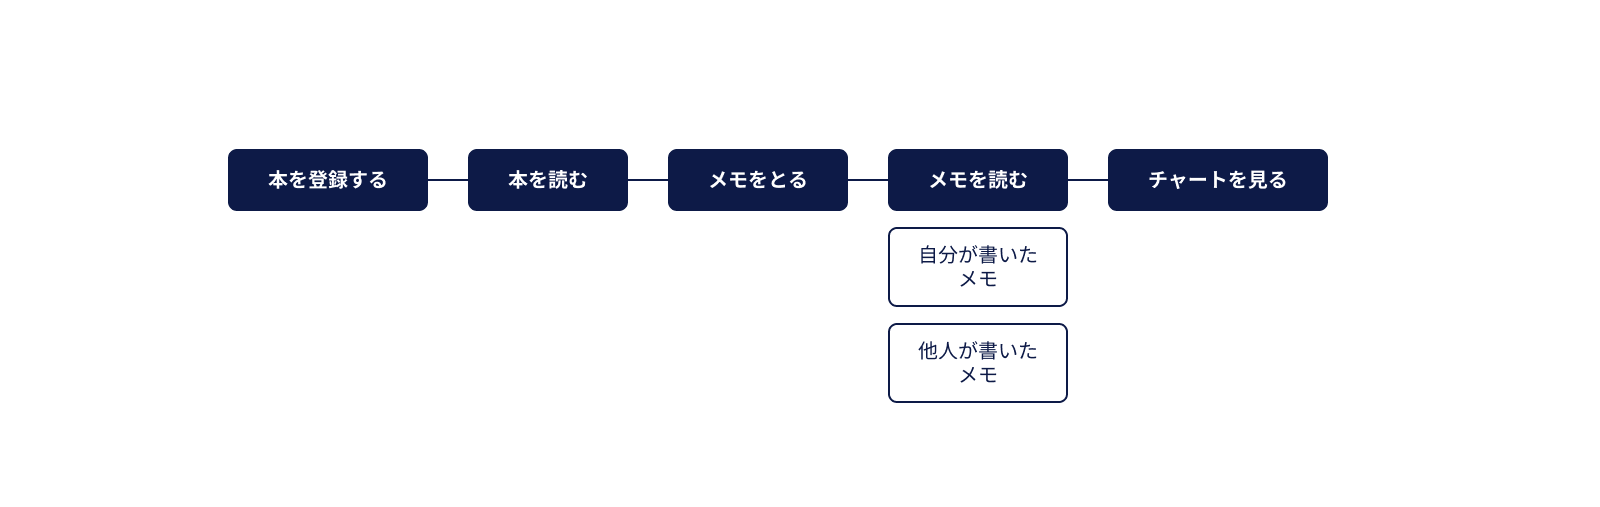 本を登録する
本を読む
メモをとる
メモを読む
チャートを見る
自分が書いた
メモ
他人が書いた
メモ